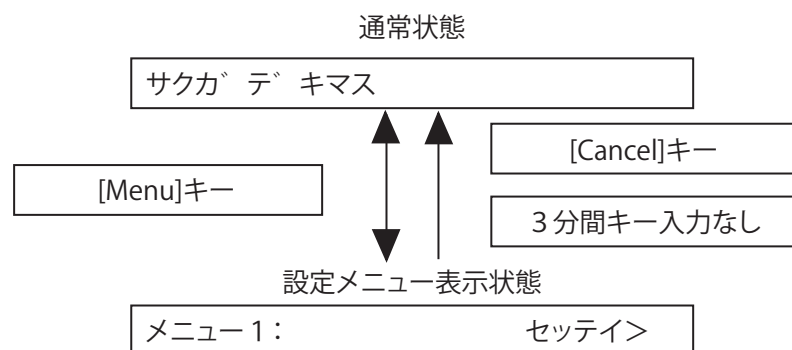 通常状態
サクカ゛ テ゛ キマス
[Cancel]キー
[Menu]キー
3分間キー入力なし
設定メニュー表示状態
メニュー1： セッテイ>